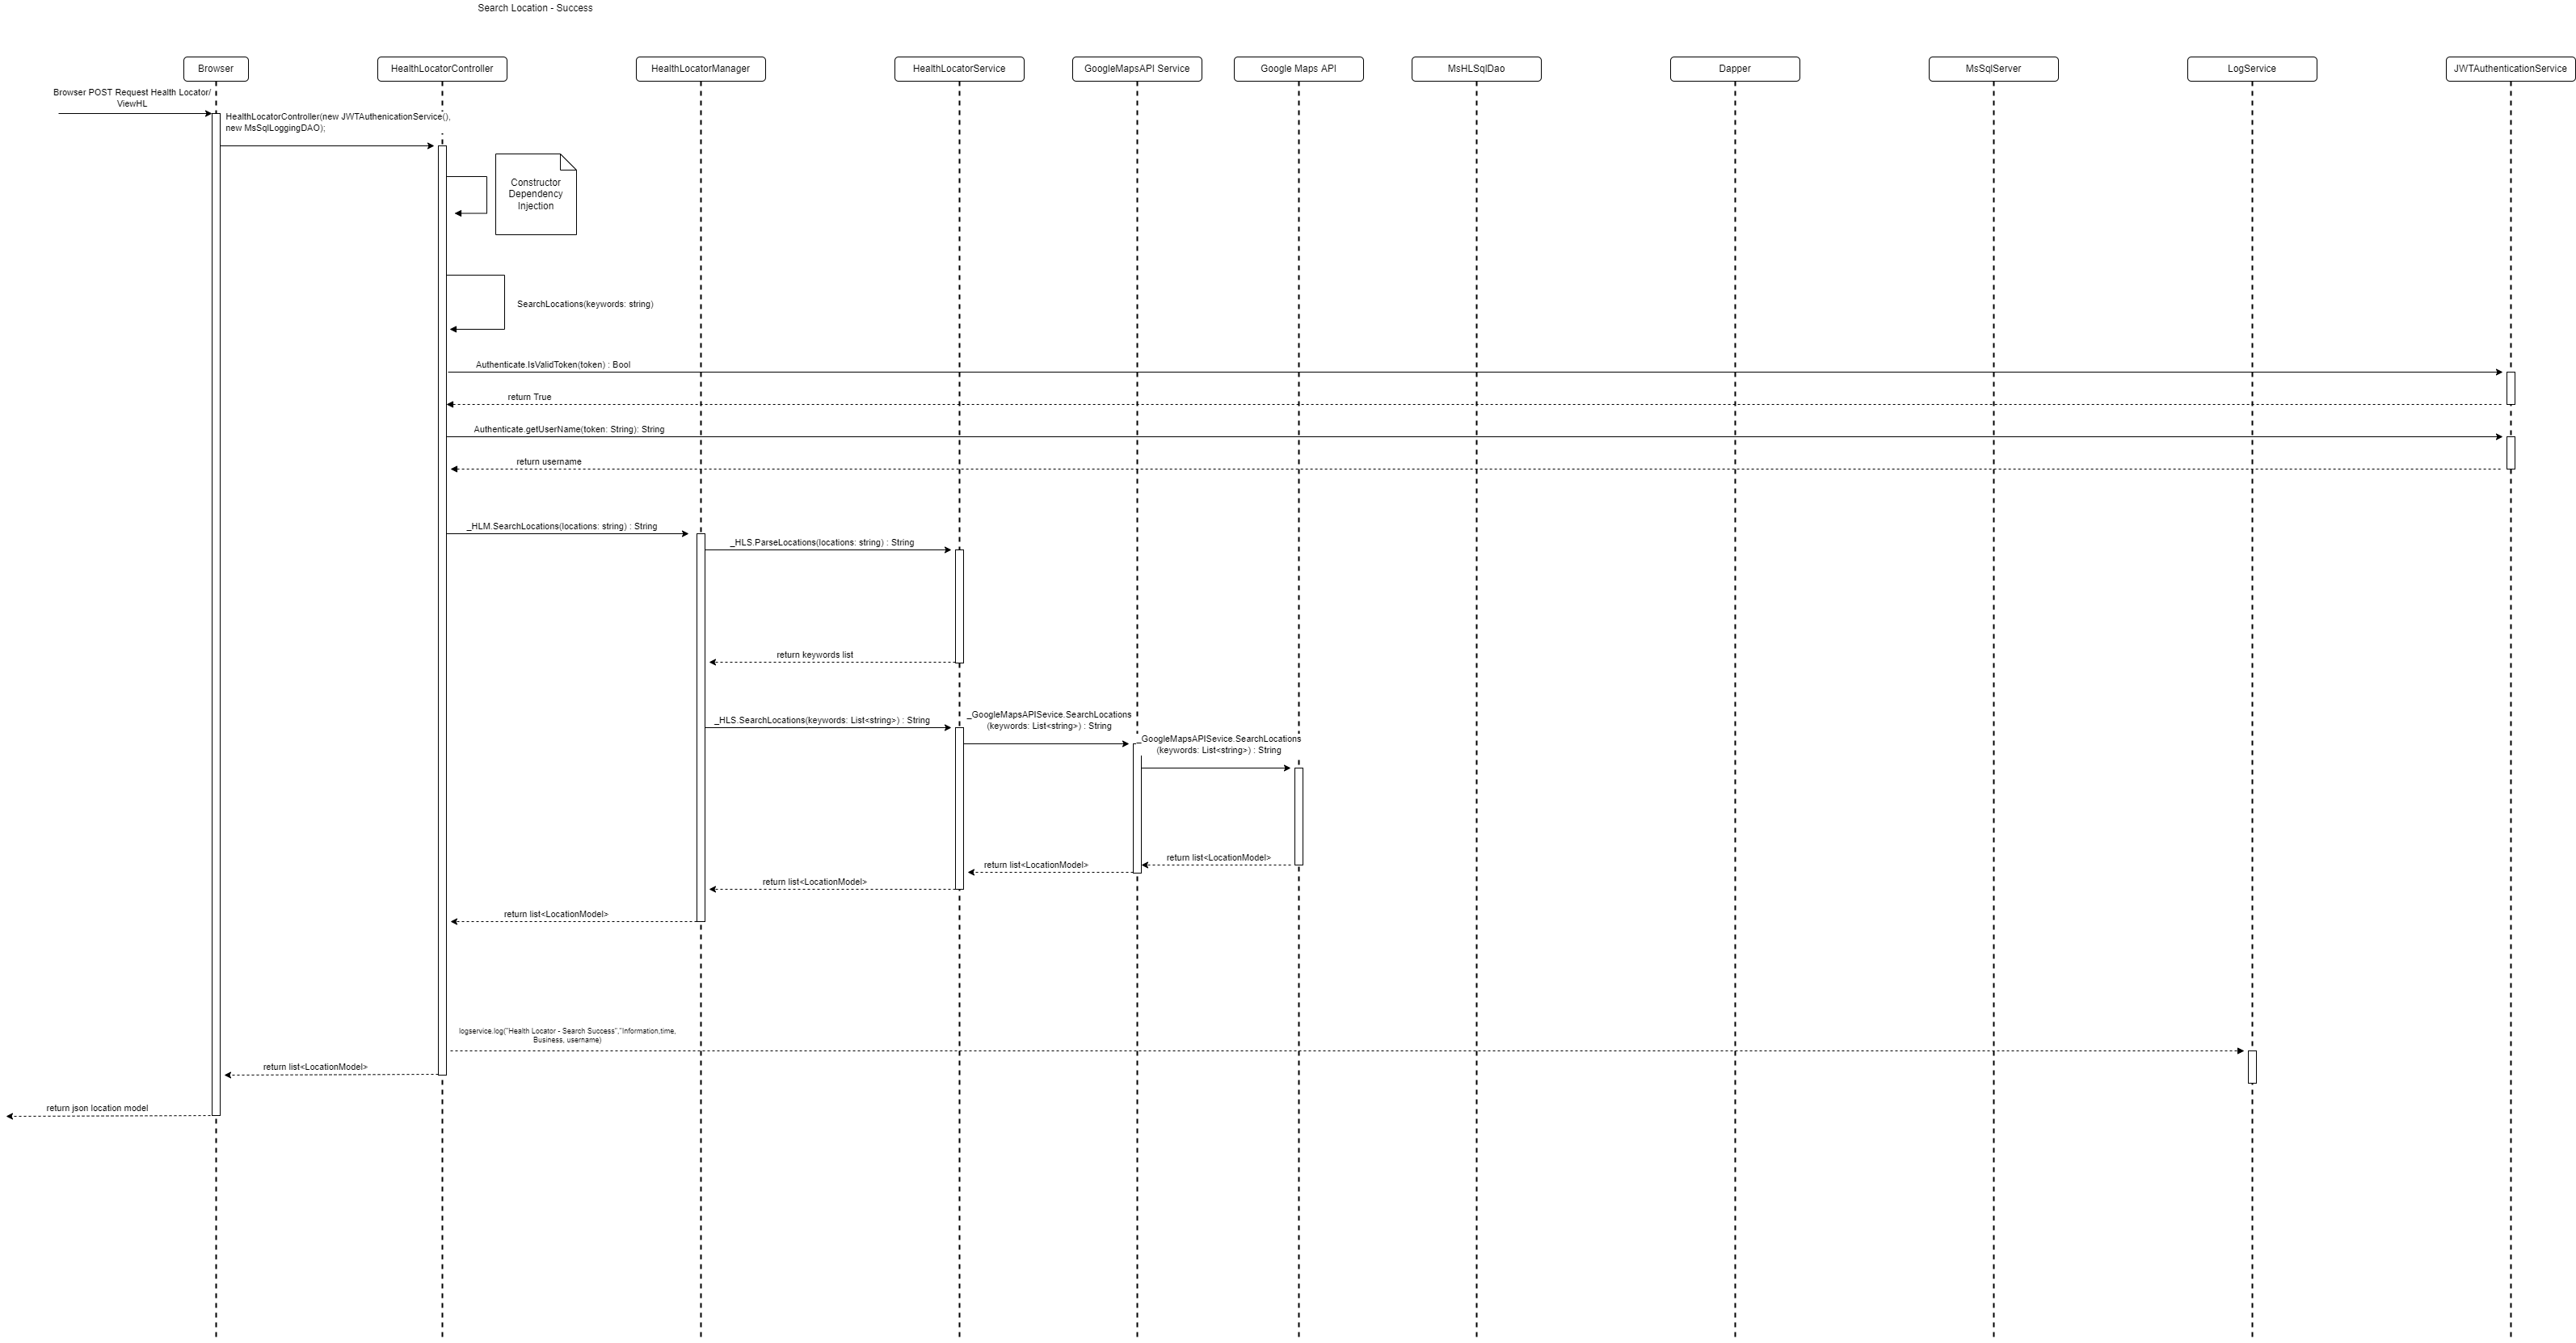 Search Location - Success
Browser
HealthLocatorController
HealthLocatorManager
HealthLocatorService
GoogleMapsAPI Service
Google Maps API
MsHLSqlDao
Dapper
MsSqlServer
LogService
JWTAuthenticationService
Browser POST Request Health Locator/
ViewHL
HealthLocatorController(new JWTAuthenicationService(),
new MsSqlLoggingDAO);
Constructor
Dependency
Injection
SearchLocations(keywords: string)
Authenticate.IsValidToken(token) : Bool
return True
Authenticate.getUserName(token: String): String
return username
_HLM.SearchLocations(locations: string) : String
_HLS.ParseLocations(locations: string) : String
return keywords list
_HLS.SearchLocations(keywords: List<string>) : String
_GoogleMapsAPISevice.SearchLocations
(keywords: List<string>) : String
_GoogleMapsAPISevice.SearchLocations
(keywords: List<string>) : String
return list<LocationModel>
return list<LocationModel>
return list<LocationModel>
return list<LocationModel>
logservice.log("Health Locator - Search Success","Information,time,
Business, username)
return list<LocationModel>
return json location model